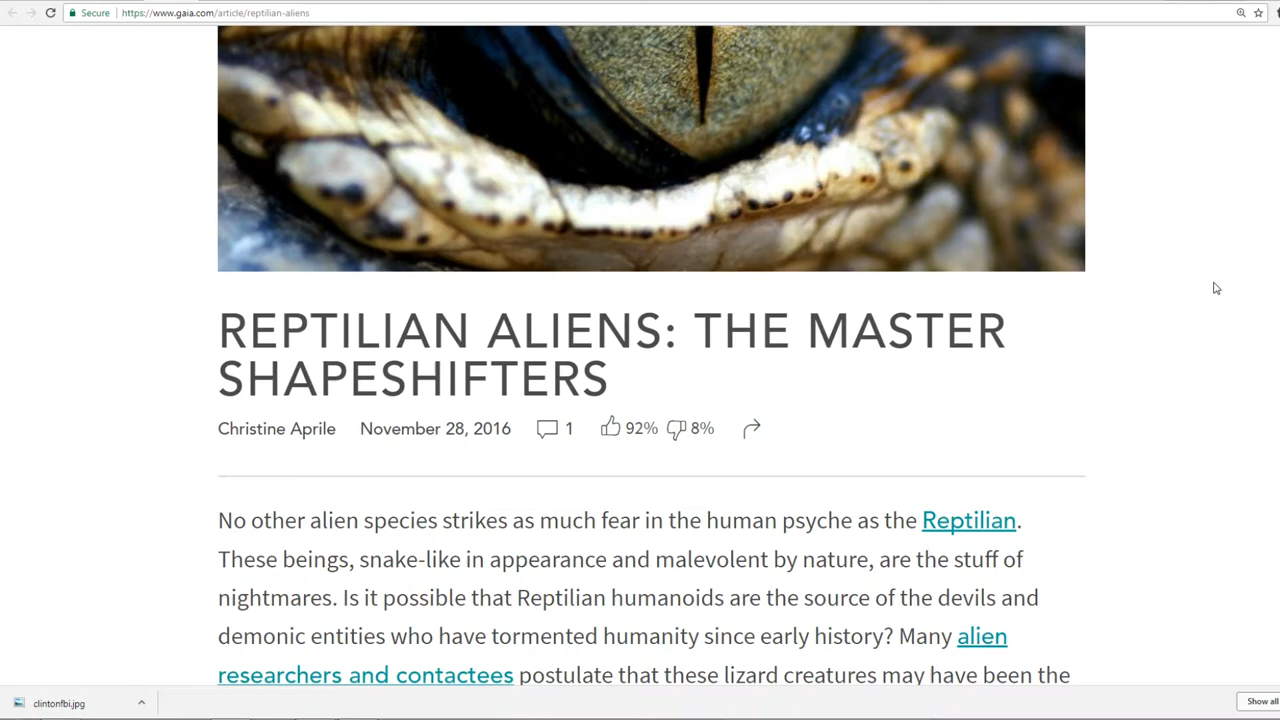 Secure https://www.gaia.com/article/reptilian-aliens
REPTILIAN ALIENS: THE MASTER
SHAPESHIFTERS
Christine Aprile November 28, 2016 1 92% 8%
No other alien species strikes as much fear in the human psyche as the Reptilian.
These beings, snake-like in appearance and malevolent by nature, are the stuff of
nightmares. Is it possible that Reptilian humanoids are the source of the devils and
demonic entities who have tormented humanity since early history? Many alien
researchers and contactees postulate that these lizard creatures may have been the
clintonfbi.jpg Show all